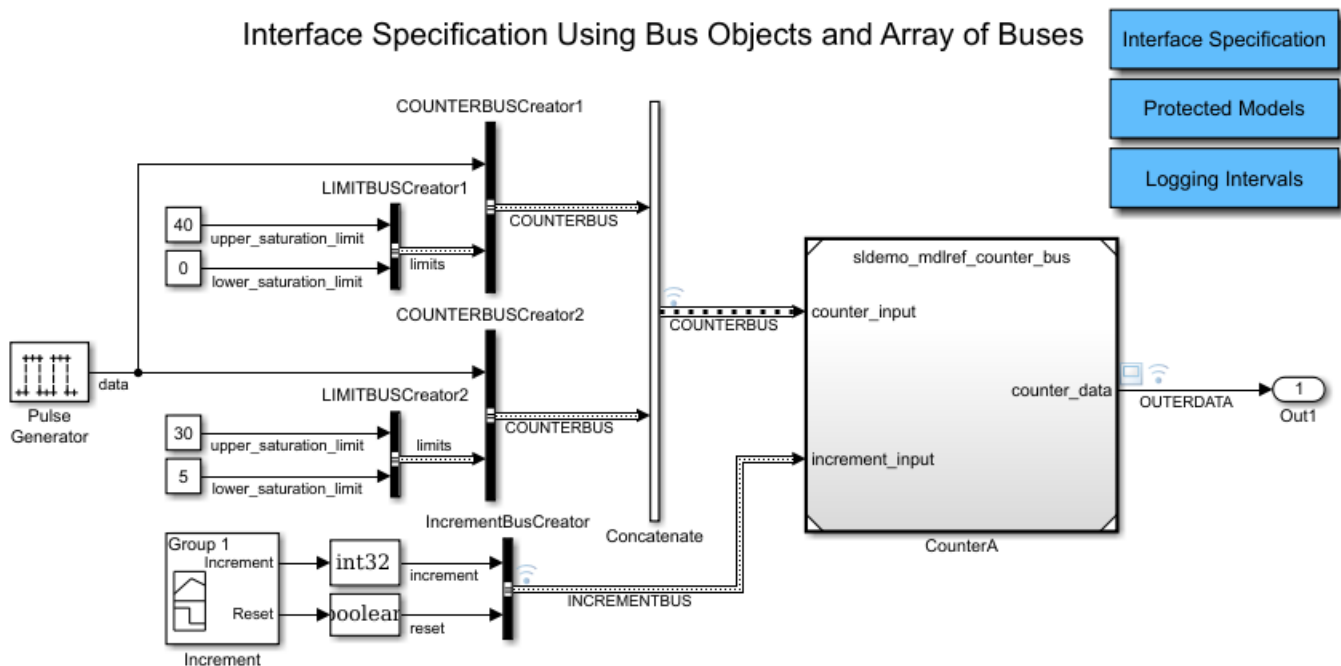 Interface Specification Using Bus Objects and Array of Buses
Interface Specification
Protected Models
Logging Intervals
COUNTERBUSCreator1
LIMITBUSCreator1
40
upper_saturation_limit
0
lower_saturation_limit
limits
COUNTERBUS
COUNTERBUSCreator2
data
Pulse
Generator
LIMITBUSCreator2
30
upper_saturation_limit
5
lower_saturation_limit
limits
COUNTERBUS
Concatenate
COUNTERBUS
sldemo_mdlref_counter_bus
counter_input
counter_data
increment_input
CounterA
OUTERDATA
1
Out1
IncrementBusCreator
Group 1
Increment
Reset
Increment
int32
increment
boolean
reset
INCREMENTBUS